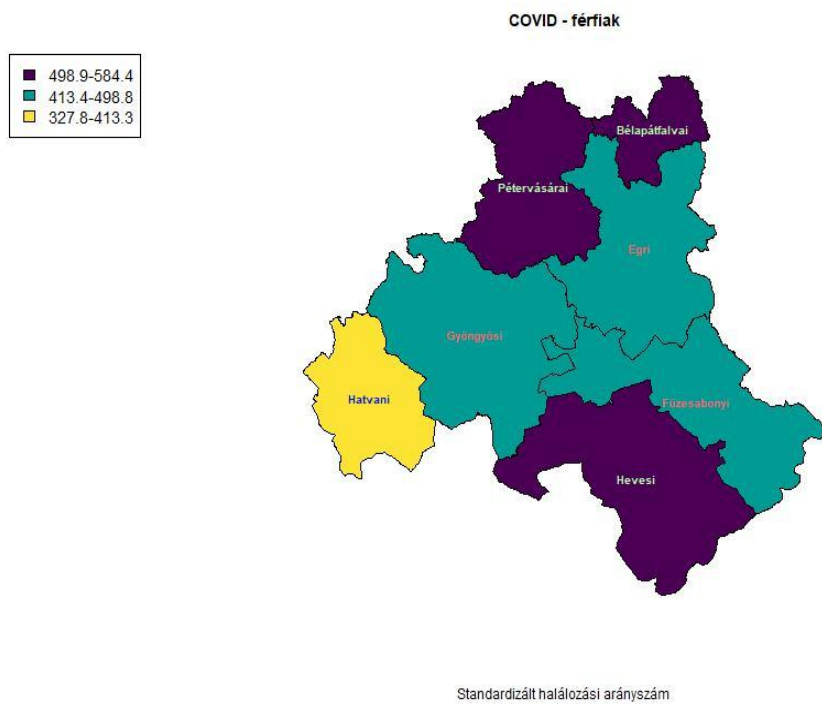 COVID - férfiak
498.9-584.4
413.4-498.8
327.8-413.3
Bélapátfalvai
Pétervásárai
Egri
Gyöngyösi
Hatvani
Füzesabonyi
Hevesi
Standardizált halálozási arányszám